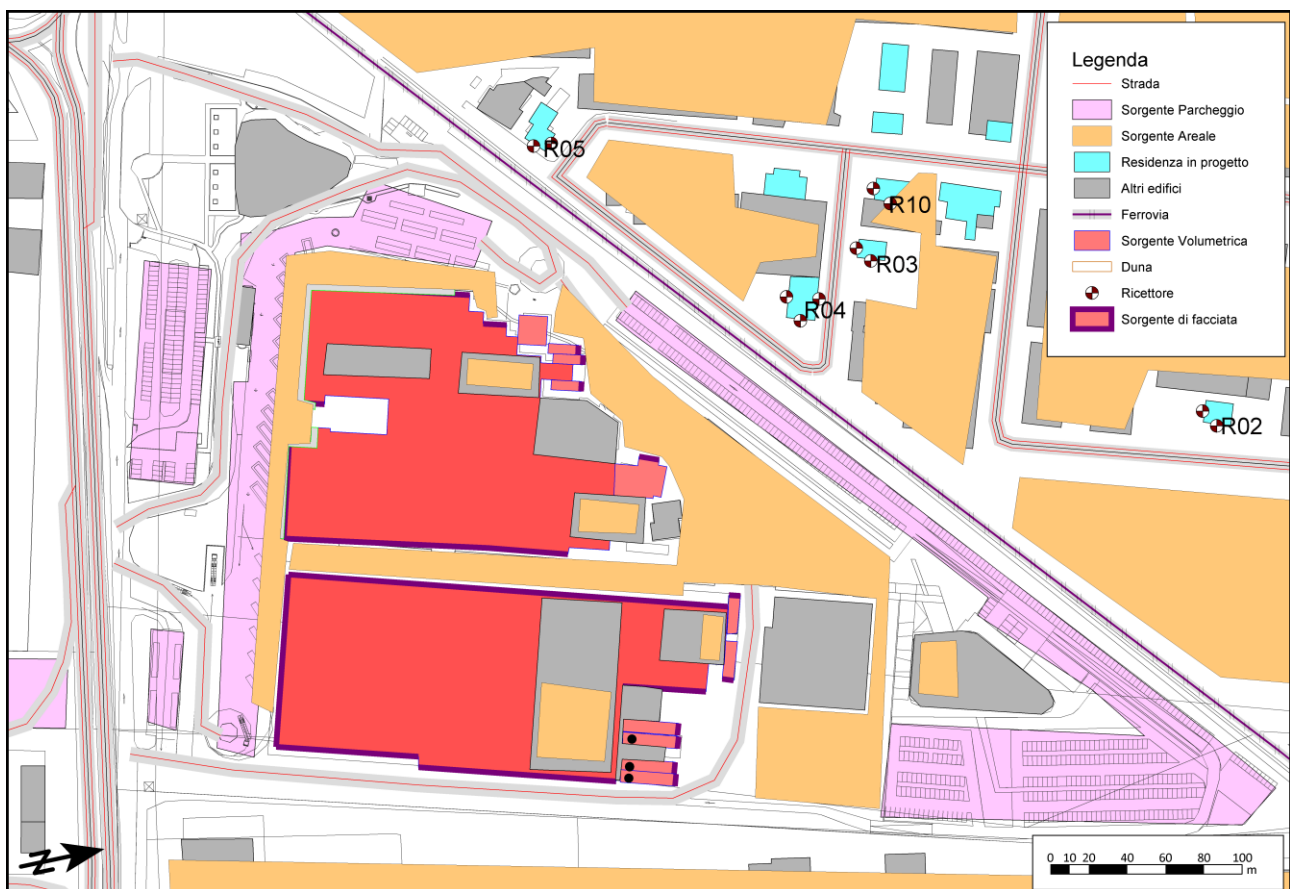 Legenda
Strada
Sorgente Parcheggio
Sorgente Areale
Residenza in progetto
Altri edifici
Ferrovia
Sorgente Volumetrica
Duna
Ricettore
Sorgente di facciata
R05
R10
R03
R04
R02
N
0 10 20 40 60 80 100
m